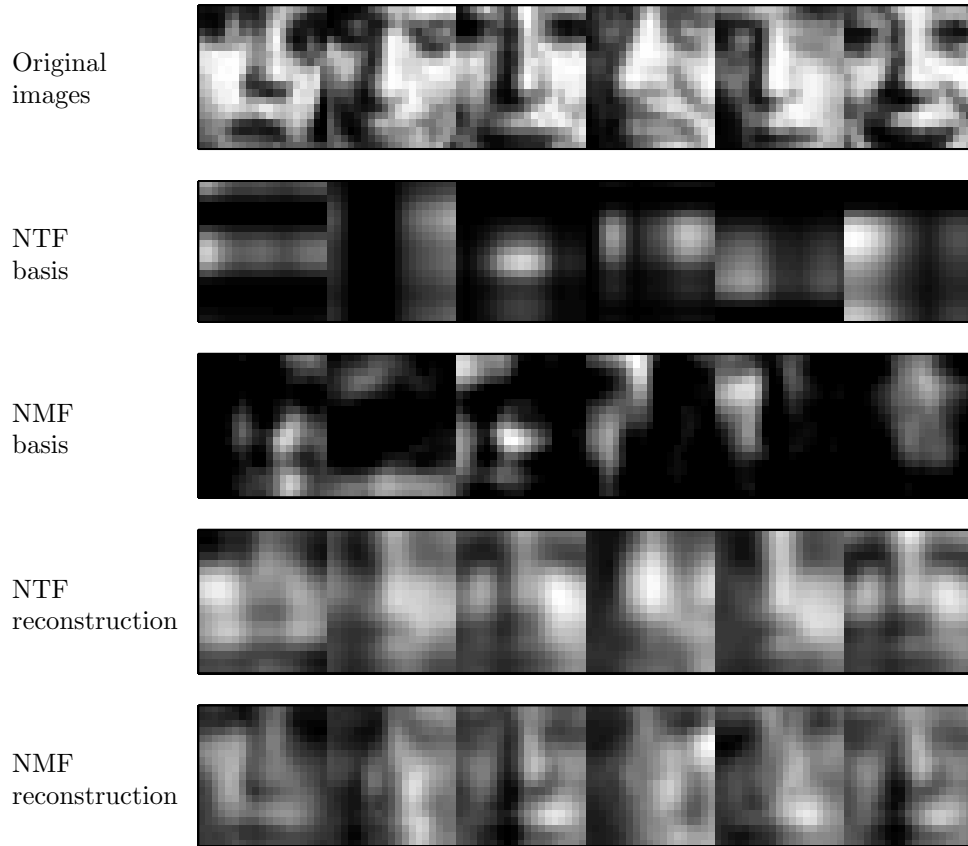 Original
images
NTF
basis
NMF
basis
NTF
reconstruction
NMF
reconstruction